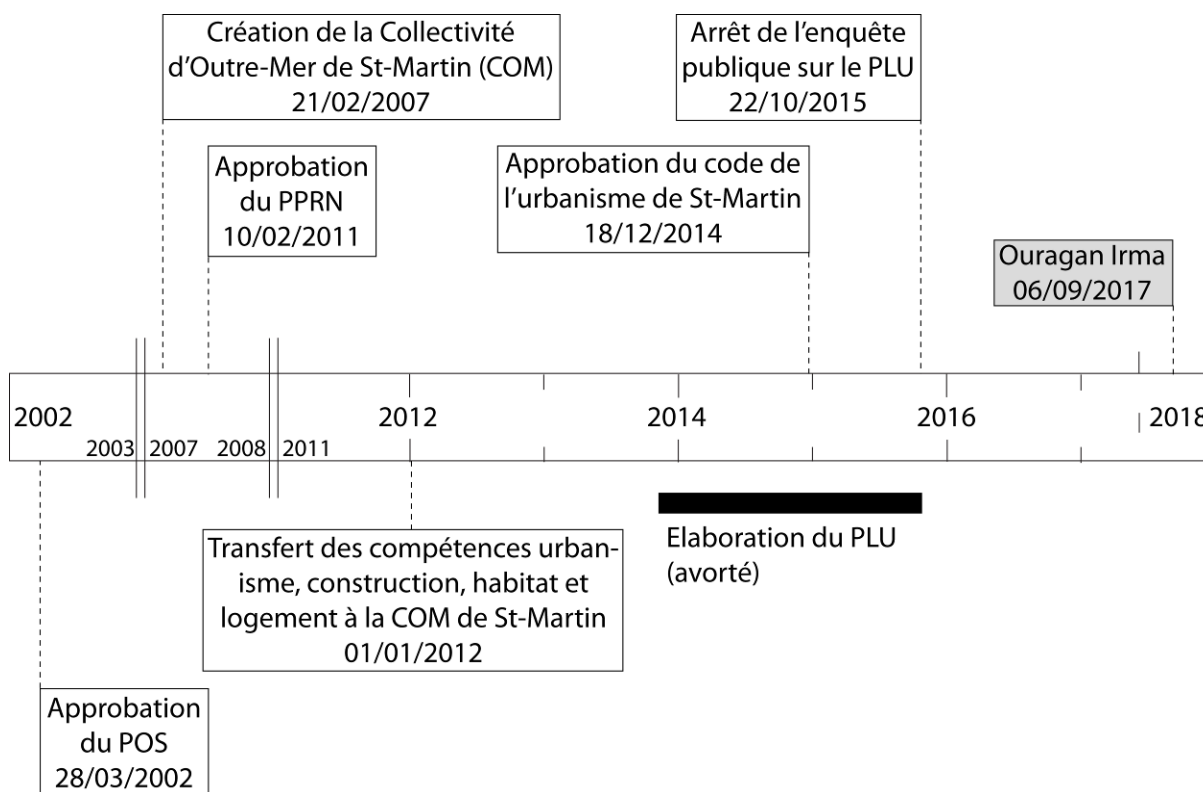 Création de la Collectivité
d'Outre-Mer de St-Martin (COM)
21/02/2007
Arrêt de l'enquête
publique sur le PLU
22/10/2015
Approbation
du PPRN
10/02/2011
Approbation du code de
l'urbanisme de St-Martin
18/12/2014
Ouragan Irma
06/09/2017
2002
2003
2007
2008
2011
2012
2014
2016
2018
Transfert des compétences urban-
isme, construction, habitat et
logement à la COM de St-Martin
01/01/2012
Elaboration du PLU
(avorté)
Approbation
du POS
28/03/2002